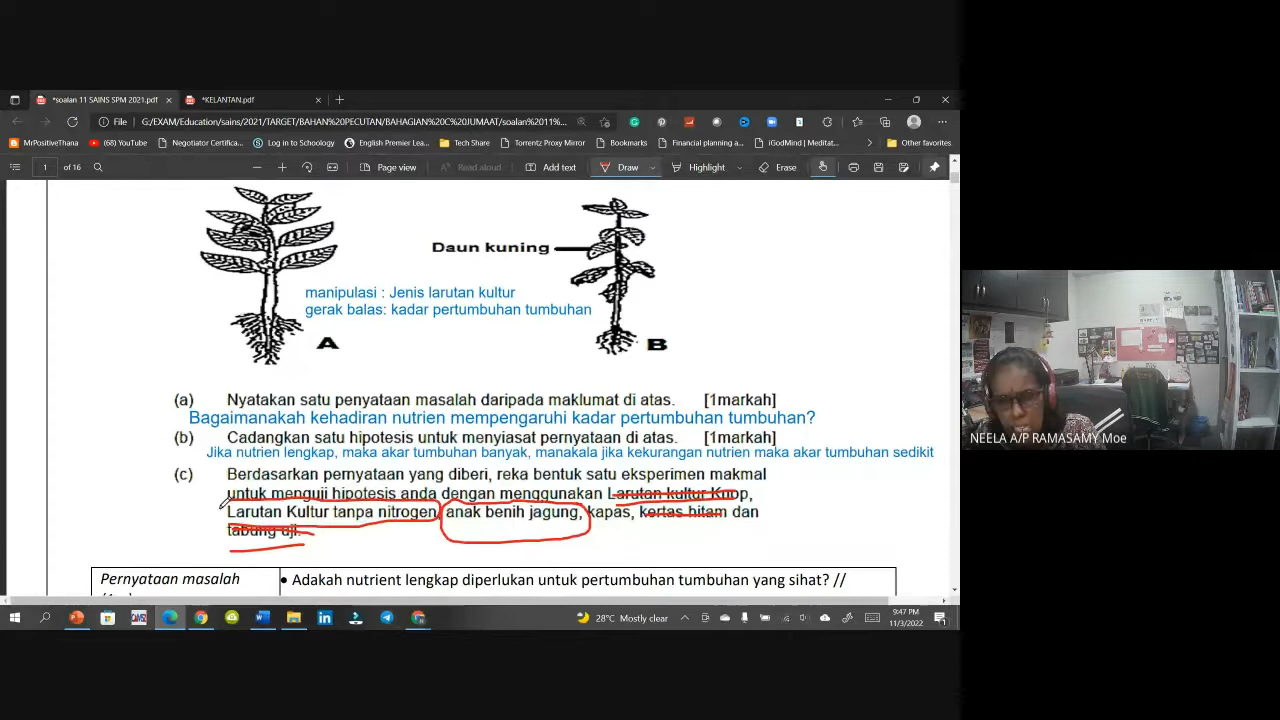 *soalan 11 SAINS SPM 2021.pdf
*KELANTAN.pdf
File
G:/EXAM/Education/sains/2021/TARGET/BAHAN%20PECUTAN/BAHAGIAN%20C%20JUMAAT/soalan%2011%...
MrPositiveThana
(68) YouTube
Negotiator Certifica...
Log in to Schoology
English Premier Lea...
Tech Share
Torrentz Proxy Mirror
Bookmarks
Financial planning a...
iGodMind | Meditat...
Other favorites
1 of 16
Page view
Read aloud
Add text
Draw
Highlight
Erase
Daun kuning
manipulasi : Jenis larutan kultur
gerak balas: kadar pertumbuhan tumbuhan
A
B
(a) Nyatakan satu penyataan masalah daripada maklumat di atas. [1markah]
Bagaimanakah kehadiran nutrien mempengaruhi kadar pertumbuhan tumbuhan?
(b) Cadangkan satu hipotesis untuk menyiasat pernyataan di atas. [1markah]
Jika nutrien lengkap, maka akar tumbuhan banyak, manakala jika kekurangan nutrien maka akar tumbuhan sedikit
(c) Berdasarkan pernyataan yang diberi, reka bentuk satu eksperimen makmal
untuk menguji hipotesis anda dengan menggunakan Larutan kultur Knop,
Larutan Kultur tanpa nitrogen, anak benih jagung, kapas, kertas hitam dan
tabung uji.
Pernyataan masalah
• Adakah nutrient lengkap diperlukan untuk pertumbuhan tumbuhan yang sihat? //
NEELA A/P RAMASAMY Moe
28°C Mostly clear
9:47 PM
11/3/2022